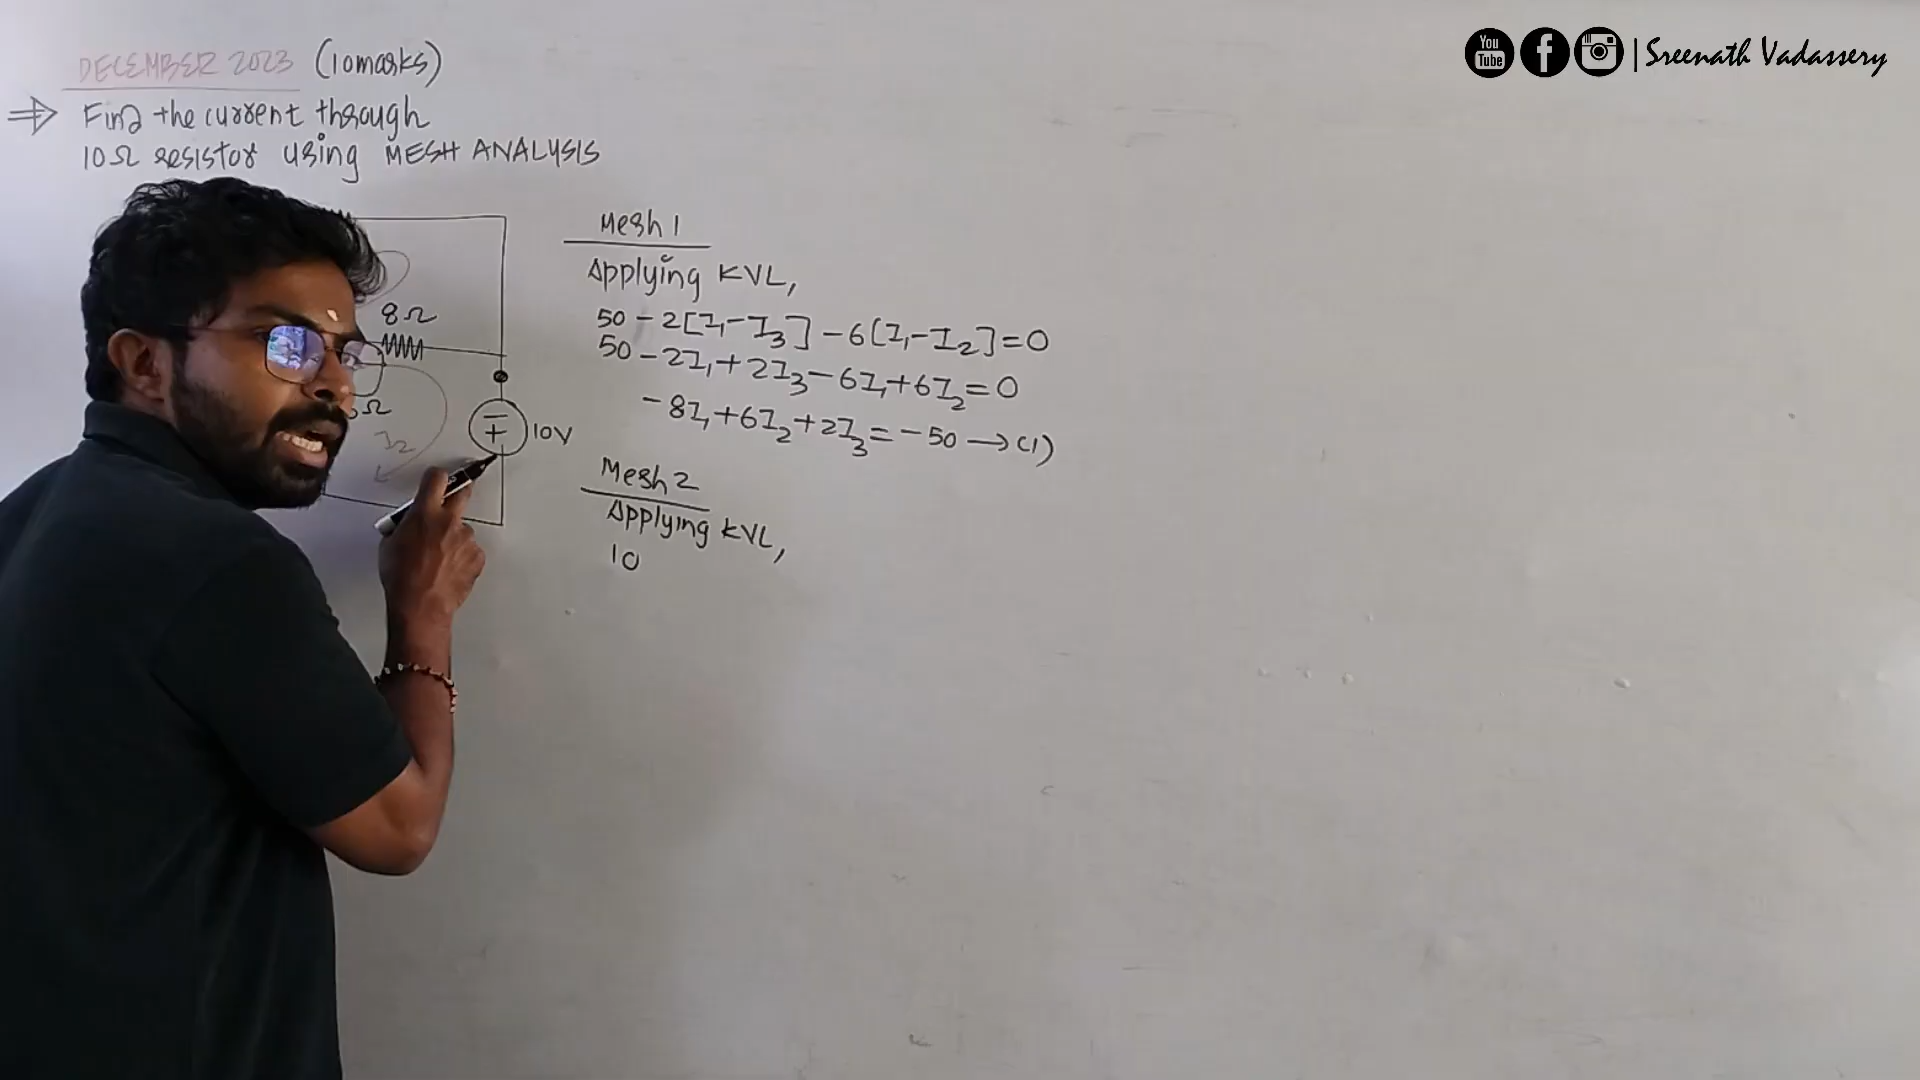 DECEMBER 2023 (10marks)
⇒ Find the current through
10Ω resistor using MESH ANALYSIS
8Ω
Ω
I₂
− +
10V
Mesh 1
Applying KVL,
50 - 2[I₁-I₃] - 6[I₁-I₂] = 0
50 - 2I₁ + 2I₃ - 6I₁ + 6I₂ = 0
- 8I₁ + 6I₂ + 2I₃ = - 50 → (1)
Mesh 2
Applying KVL,
10
You
Tube
| Sreenath Vadassery